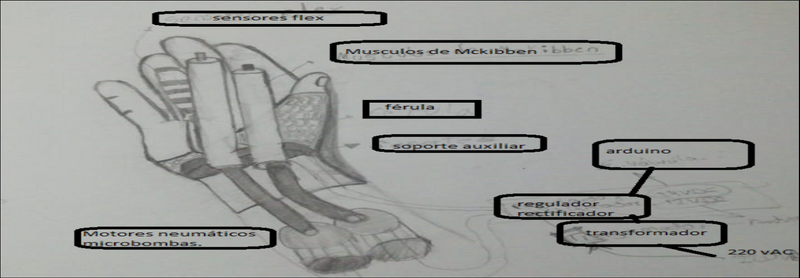 sensores flex
Musculos de Mckibben
férula
soporte auxiliar
arduino
regulador
rectificador
transformador
220 vAC
Motores neumáticos
microbombas.